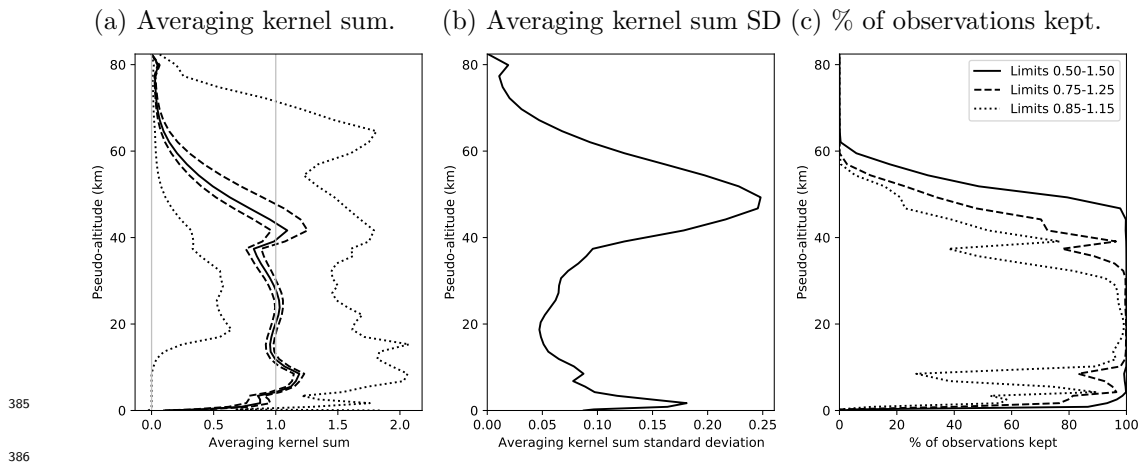 (a) Averaging kernel sum.
(b) Averaging kernel sum SD
(c) % of observations kept.
80
60
40
20
0
Pseudo-altitude (km)
0.0 0.5 1.0 1.5 2.0
Averaging kernel sum
80
60
40
20
0
Pseudo-altitude (km)
0.00 0.05 0.10 0.15 0.20 0.25
Averaging kernel sum standard deviation
80
60
40
20
0
Pseudo-altitude (km)
Limits 0.50-1.50
Limits 0.75-1.25
Limits 0.85-1.15
0 20 40 60 80 100
% of observations kept
385
386